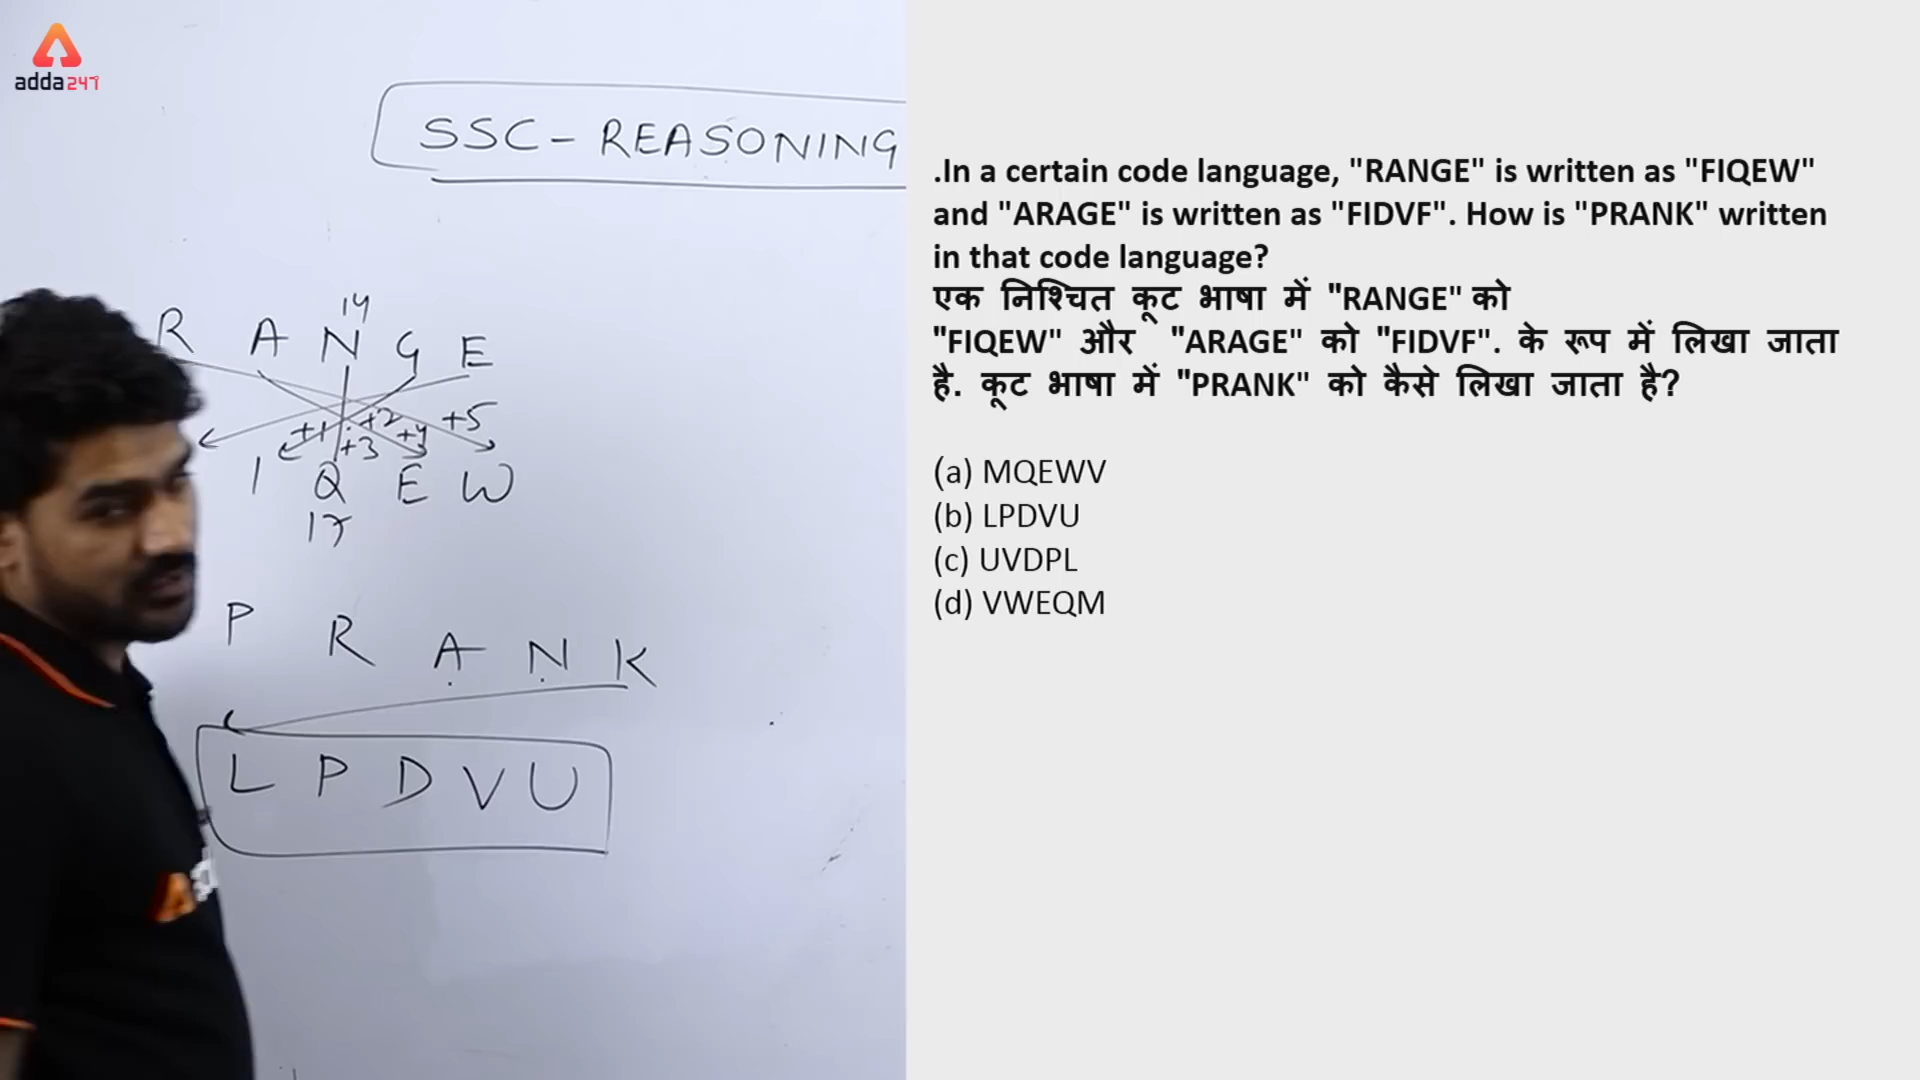 adda247
SSC - REASONING
14
R A N G E
+1 +2 +5
+3 +4
I Q E W
17
P R A N K
L P D V U
.In a certain code language, "RANGE" is written as "FIQEW"
and "ARAGE" is written as "FIDVF". How is "PRANK" written
in that code language?
एक निश्चित कूट भाषा में "RANGE" को
"FIQEW" और "ARAGE" को "FIDVF". के रूप में लिखा जाता
है. कूट भाषा में "PRANK" को कैसे लिखा जाता है?
(a) MQEWV
(b) LPDVU
(c) UVDPL
(d) VWEQM